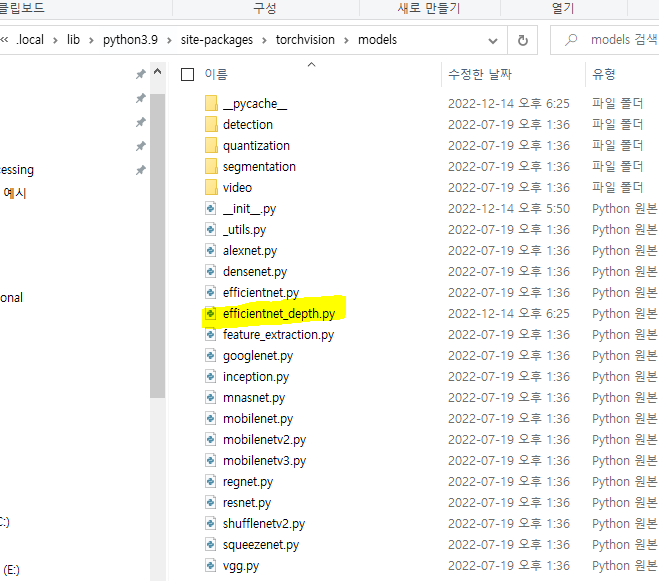 클립보드 구성 새로 만들기 열기
« .local > lib > python3.9 > site-packages > torchvision > models models 검색
이름 수정한 날짜 유형
__pycache__ 2022-12-14 오후 6:25 파일 폴더
detection 2022-07-19 오후 1:36 파일 폴더
quantization 2022-07-19 오후 1:36 파일 폴더
essing segmentation 2022-07-19 오후 1:36 파일 폴더
예시 video 2022-07-19 오후 1:36 파일 폴더
__init__.py 2022-12-14 오후 5:50 Python 원본
_utils.py 2022-07-19 오후 1:36 Python 원본
alexnet.py 2022-07-19 오후 1:36 Python 원본
densenet.py 2022-07-19 오후 1:36 Python 원본
onal efficientnet.py 2022-07-19 오후 1:36 Python 원본
efficientnet_depth.py 2022-12-14 오후 6:25 Python 원본
feature_extraction.py 2022-07-19 오후 1:36 Python 원본
googlenet.py 2022-07-19 오후 1:36 Python 원본
inception.py 2022-07-19 오후 1:36 Python 원본
mnasnet.py 2022-07-19 오후 1:36 Python 원본
mobilenet.py 2022-07-19 오후 1:36 Python 원본
mobilenetv2.py 2022-07-19 오후 1:36 Python 원본
mobilenetv3.py 2022-07-19 오후 1:36 Python 원본
regnet.py 2022-07-19 오후 1:36 Python 원본
resnet.py 2022-07-19 오후 1:36 Python 원본
C:) shufflenetv2.py 2022-07-19 오후 1:36 Python 원본
squeezenet.py 2022-07-19 오후 1:36 Python 원본
(E:) vgg.py 2022-07-19 오후 1:36 Python 원본